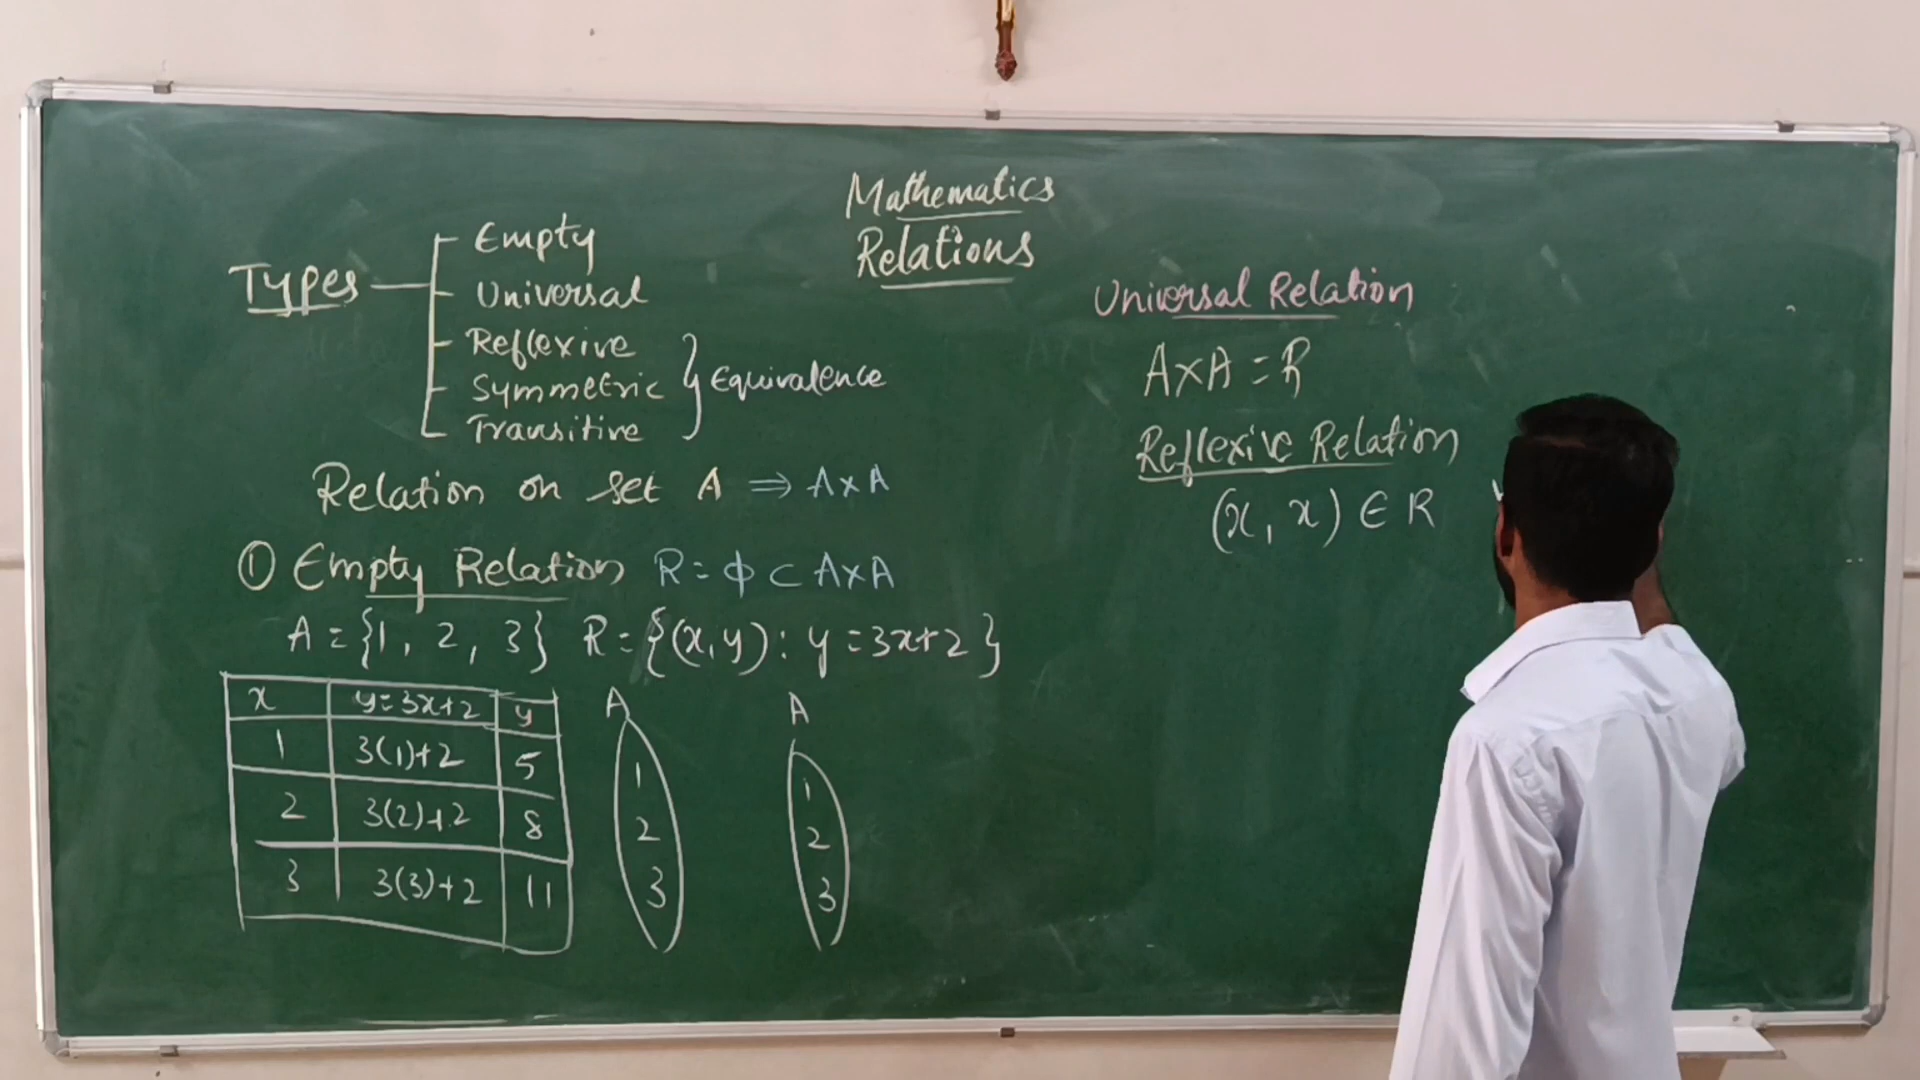 Mathematics
Relations
Types
Empty
Universal
Reflexive
Symmetric
Transitive
} Equivalence
Relation on set A ⇒ A×A
① Empty Relation R = ϕ ⊂ A×A
A = {1, 2, 3} R = {(x,y) : y = 3x+2}
x y=3x+2 y
1 3(1)+2 5
2 3(2)+2 8
3 3(3)+2 11
A
1
2
3
A
1
2
3
Universal Relation
A×A = R
Reflexive Relation
(x, x) ∈ R